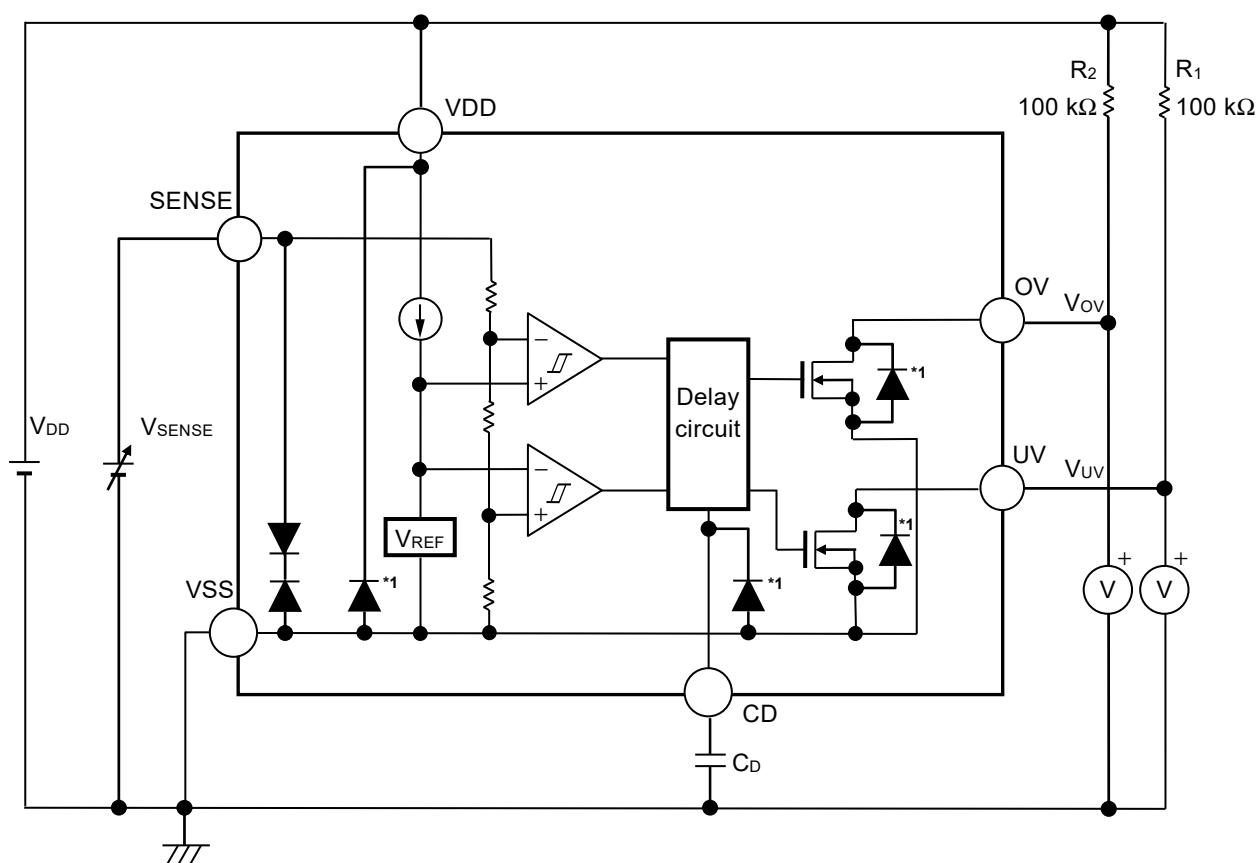 VDD
SENSE
VSS
VDD
VSENSE
VREF
*1
−
+
−
+
Delay
circuit
*1
*1
*1
OV
VOV
UV
VUV
R2
100 kΩ
R1
100 kΩ
+
V
+
V
CD
CD